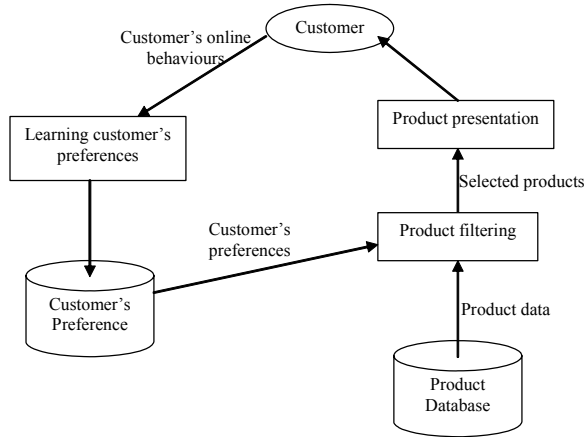 Customer
Customer's online
behaviours
Learning customer's
preferences
Product presentation
Selected products
Customer's
preferences
Product filtering
Customer's
Preference
Product data
Product
Database